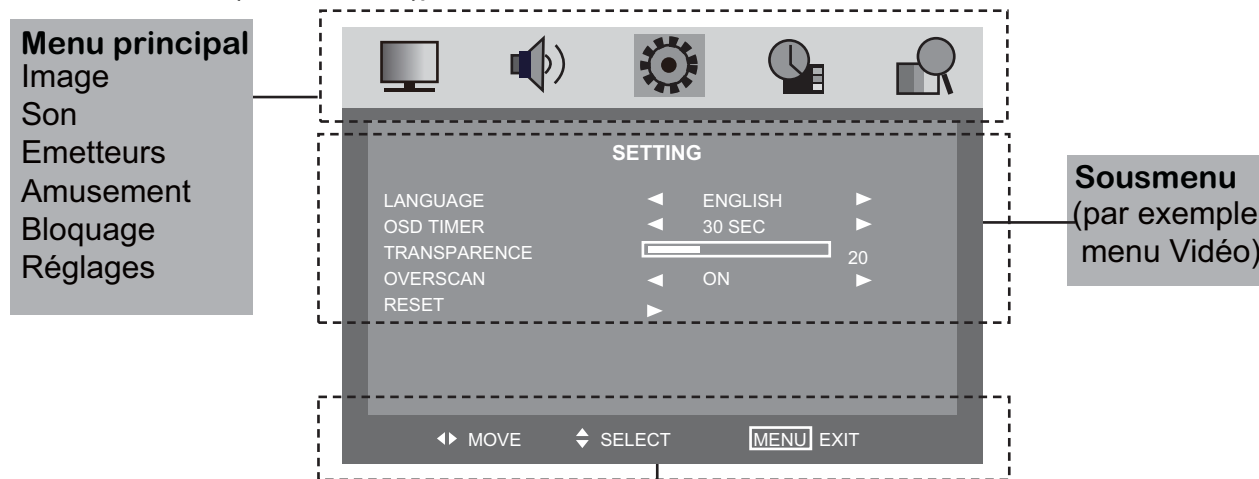 Menu principal
Image
Son
Emetteurs
Amusement
Bloquage
Réglages
SETTING
LANGUAGE ENGLISH
OSD TIMER 30 SEC
TRANSPARENCE 20
OVERSCAN ON
RESET
MOVE SELECT MENU EXIT
Sousmenu
(par exemple
menu Vidéo)